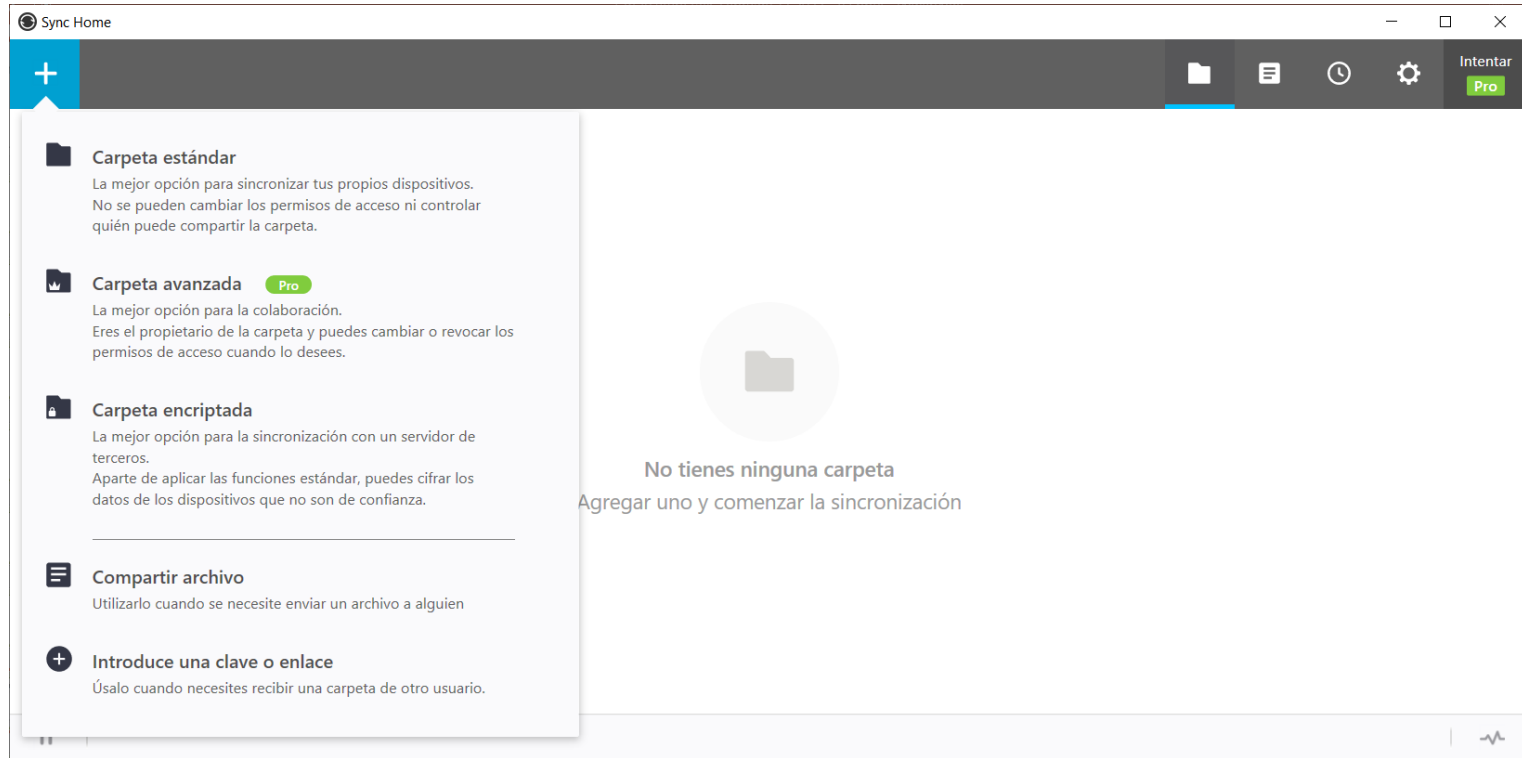 Sync Home
Intentar
Pro
Carpeta estándar
La mejor opción para sincronizar tus propios dispositivos.
No se pueden cambiar los permisos de acceso ni controlar
quién puede compartir la carpeta.
Carpeta avanzada Pro
La mejor opción para la colaboración.
Eres el propietario de la carpeta y puedes cambiar o revocar los
permisos de acceso cuando lo desees.
Carpeta encriptada
La mejor opción para la sincronización con un servidor de
terceros.
Aparte de aplicar las funciones estándar, puedes cifrar los
datos de los dispositivos que no son de confianza.
Compartir archivo
Utilizarlo cuando se necesite enviar un archivo a alguien
Introduce una clave o enlace
Úsalo cuando necesites recibir una carpeta de otro usuario.
No tienes ninguna carpeta
Agregar uno y comenzar la sincronización